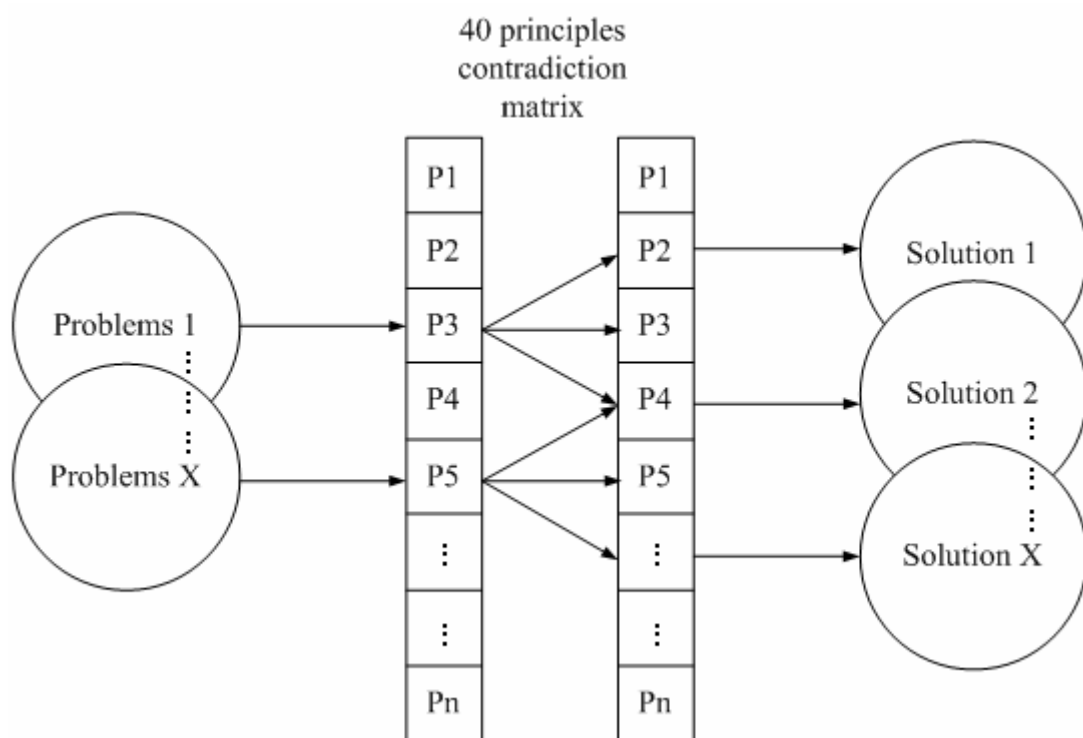 40 principles
contradiction
matrix
P1
P1
P2
P2
Solution 1
Problems 1
P3
P3
P4
P4
Solution 2
Problems X
P5
P5
⋮
⋮
Solution X
⋮
⋮
Pn
Pn